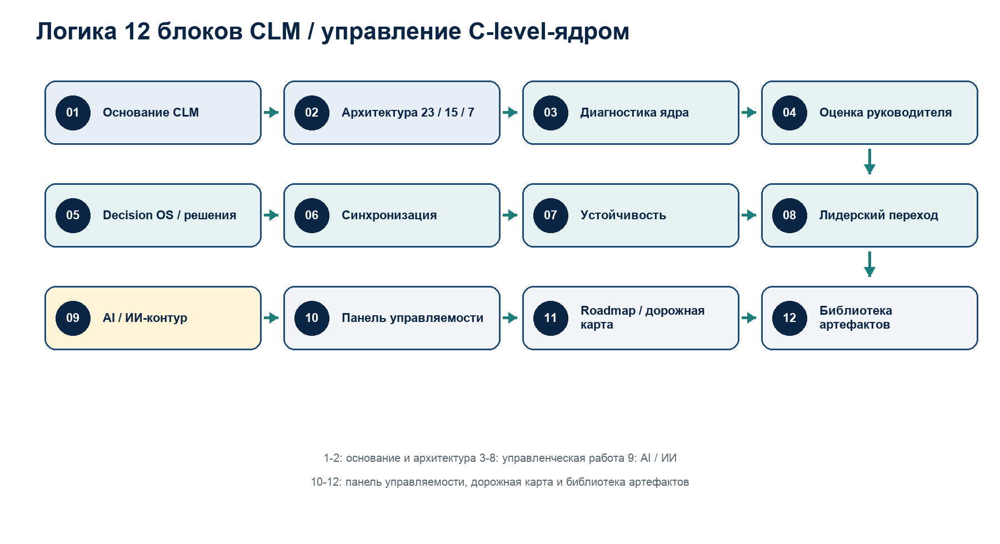 Логика 12 блоков CLM / управление C-level-ядром
01
Основание CLM
02
Архитектура 23 / 15 / 7
03
Диагностика ядра
04
Оценка руководителя
05
Decision OS / решения
06
Синхронизация
07
Устойчивость
08
Лидерский переход
09
AI / ИИ-контур
10
Панель управляемости
11
Roadmap / дорожная
карта
12
Библиотека
артефактов
1-2: основание и архитектура 3-8: управленческая работа 9: AI / ИИ
10-12: панель управляемости, дорожная карта и библиотека артефактов